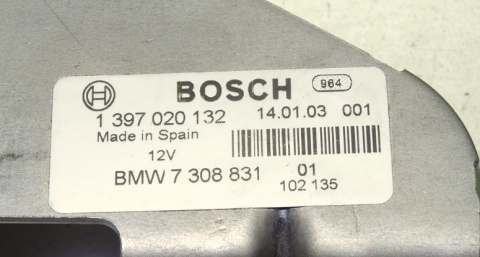 BOSCH 964
1 397 020 132 14.01.03 001
Made in Spain
12V
BMW 7 308 831 01
102 135